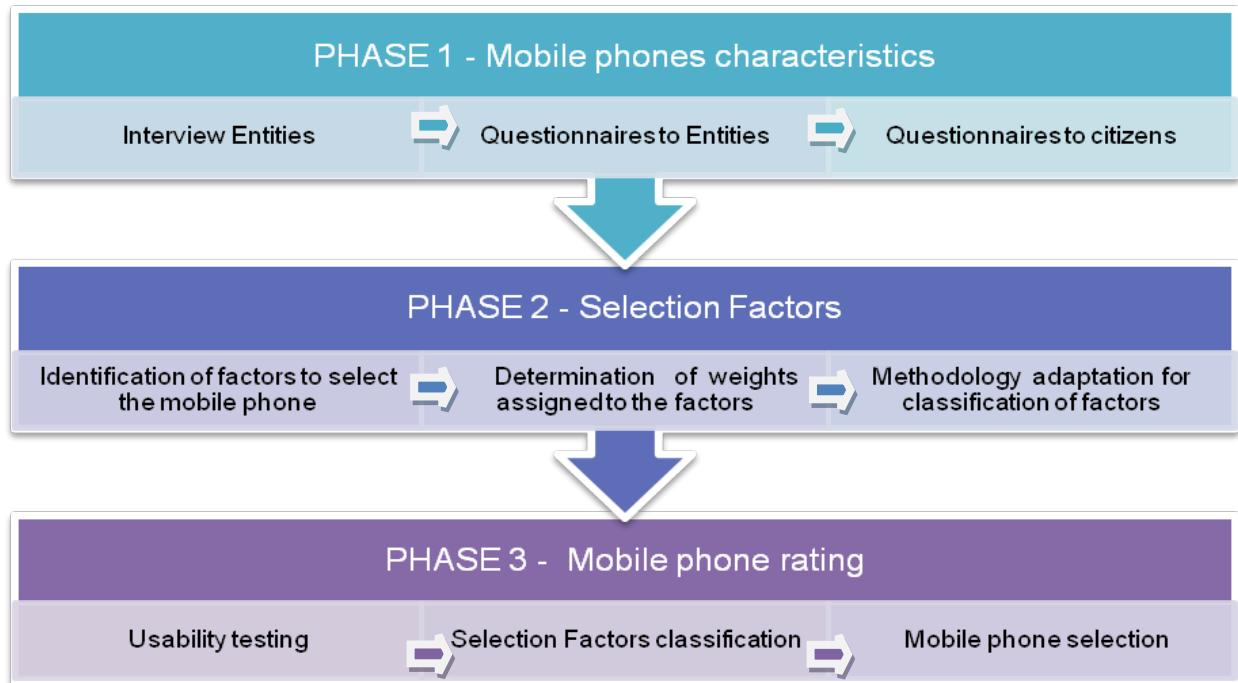 PHASE 1 - Mobile phones characteristics
Interview Entities
Questionnaires to Entities
Questionnaires to citizens
PHASE 2 - Selection Factors
Identification of factors to select
the mobile phone
Determination of weights
assigned to the factors
Methodology adaptation for
classification of factors
PHASE 3 - Mobile phone rating
Usability testing
Selection Factors classification
Mobile phone selection